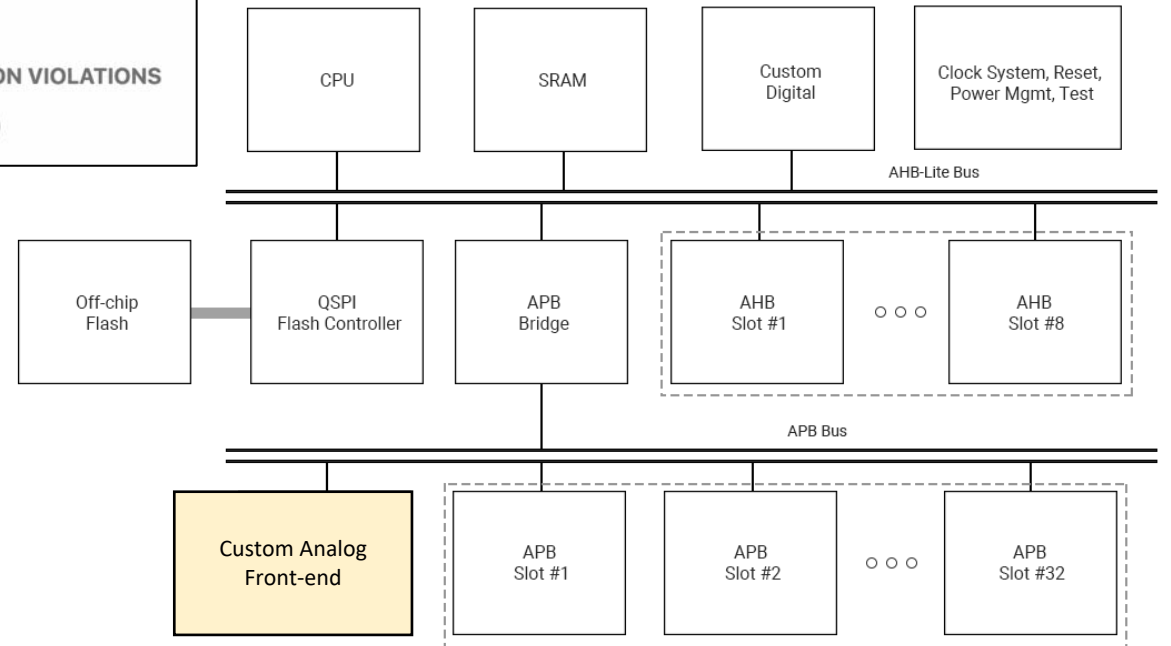 ON VIOLATIONS
CPU
SRAM
Custom
Digital
Clock System, Reset,
Power Mgmt, Test
AHB-Lite Bus
Off-chip
Flash
QSPI
Flash Controller
APB
Bridge
AHB
Slot #1
AHB
Slot #8
APB Bus
Custom Analog
Front-end
APB
Slot #1
APB
Slot #2
APB
Slot #32